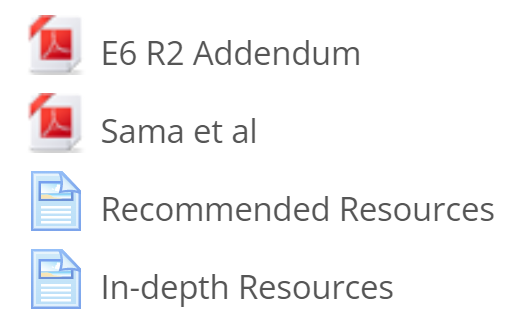 E6 R2 Addendum
Sama et al
Recommended Resources
In-depth Resources